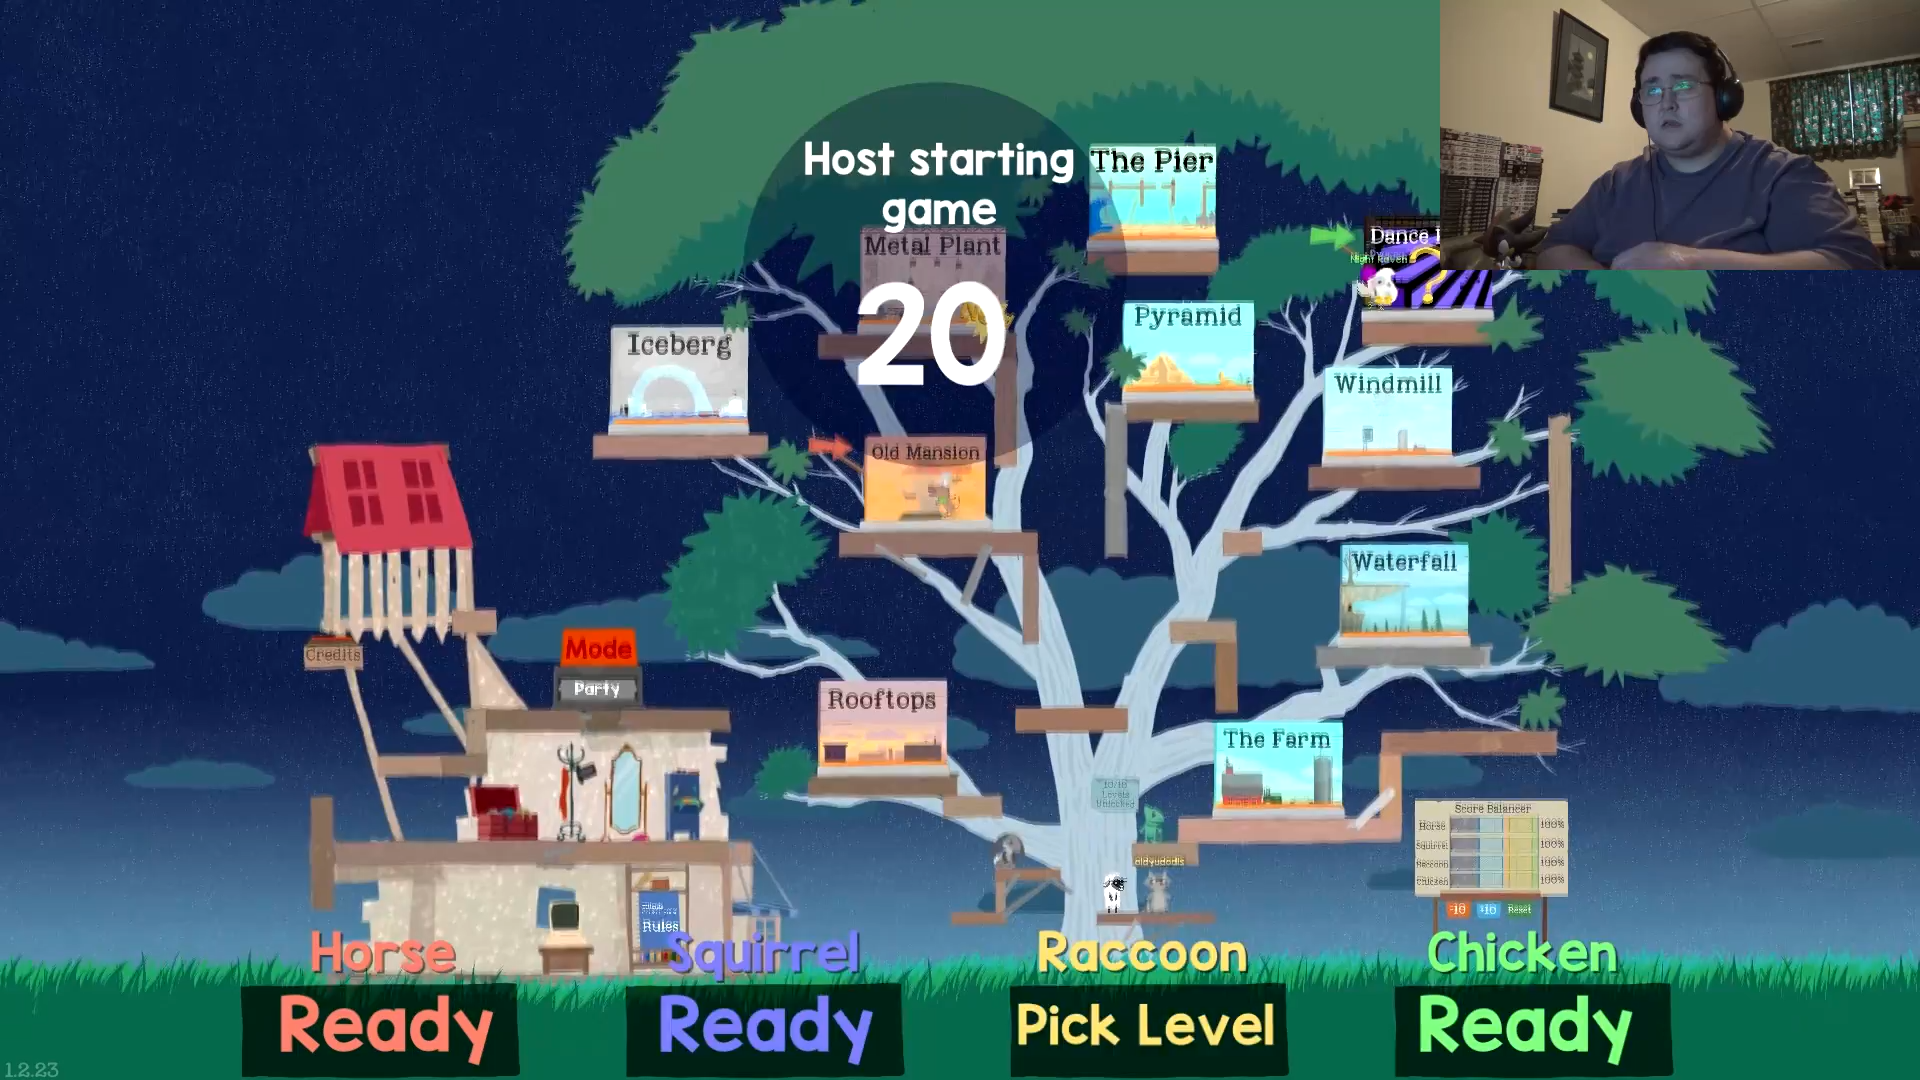 Host starting
game
20
The Pier
Metal Plant
Dance
Iceberg
Pyramid
Windmill
Old Mansion
Waterfall
Credits
Mode
Party
Rooftops
The Farm
Levels
Unlocked
Score Balancer
Horse 100%
Squirrel 100%
Raccoon 100%
Chicken 100%
-10 +10 Reset
Rules
Horse Squirrel Raccoon Chicken
Ready Ready Pick Level Ready
1.2.23